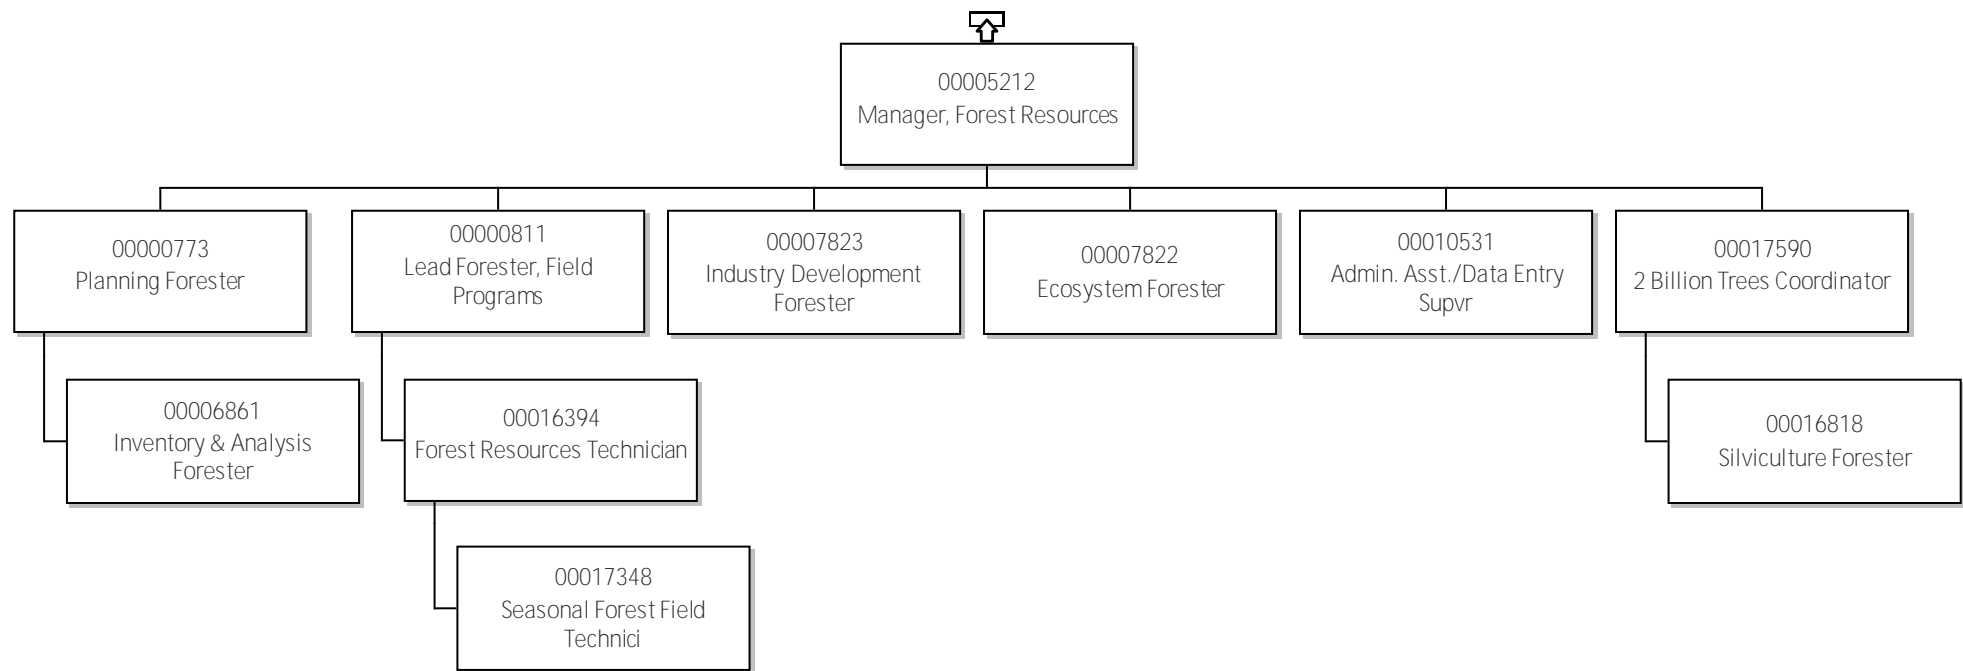 00005212
Manager, Forest Resources
00000773
Planning Forester
00000811
Lead Forester, Field
Programs
00007823
Industry Development
Forester
00007822
Ecosystem Forester
00010531
Admin. Asst./Data Entry
Supvr
00017590
2 Billion Trees Coordinator
00006861
Inventory & Analysis
Forester
00016394
Forest Resources Technician
00016818
Silviculture Forester
00017348
Seasonal Forest Field
Technici